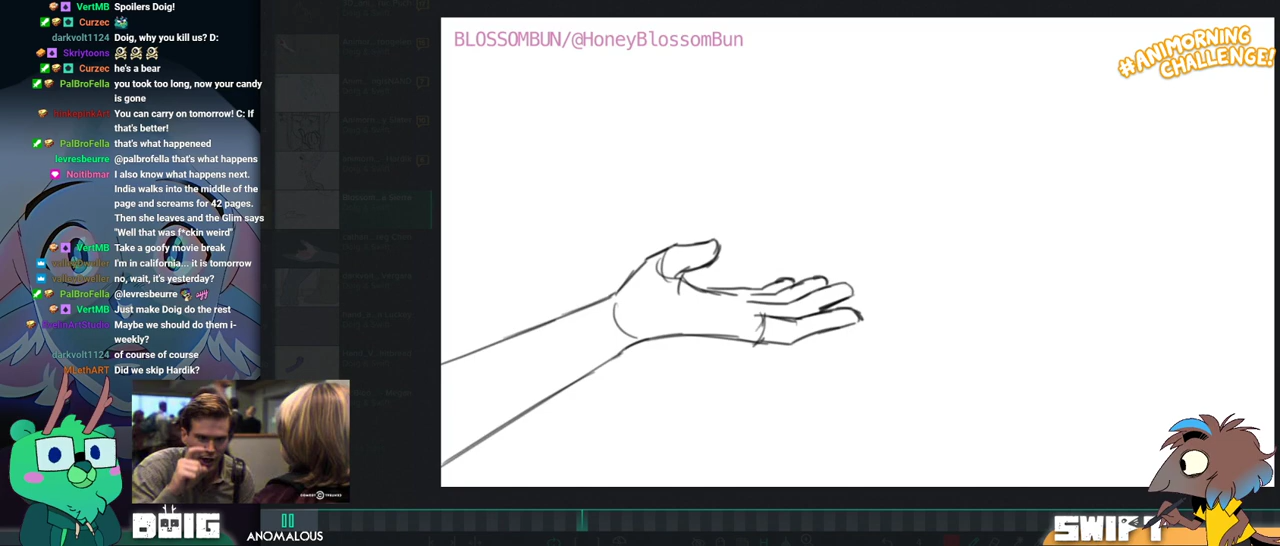 VertMB Spoilers Doig!
Curzec
darkvolt1124 Doig, why you kill us? D:
Skriytoons
Curzec he's a bear
PalBroFella you took too long, now your candy
is gone
You can carry on tomorrow! C: If
that's better!
PalBroFella that's what happeneed
levresbeurre @palbrofella that's what happens
Noitibmar I also know what happens next.
India walks into the middle of the
page and screams for 42 pages.
Then she leaves and the Glim says
"Well that was f*ckin weird"
VertMB Take a goofy movie break
I'm in california... it is tomorrow
no, wait, it's yesterday?
PalBroFella @levresbeurre
VertMB Just make Doig do the rest
Maybe we should do them i-
weekly?
darkvolt1124 of course of course
MLethART Did we skip Hardik?
BLOSSOMBUN/@HoneyBlossomBun
#ANIMORNING
CHALLENGE!
COMEDY CENTRAL
DOIG
ANOMALOUS
SWIFT